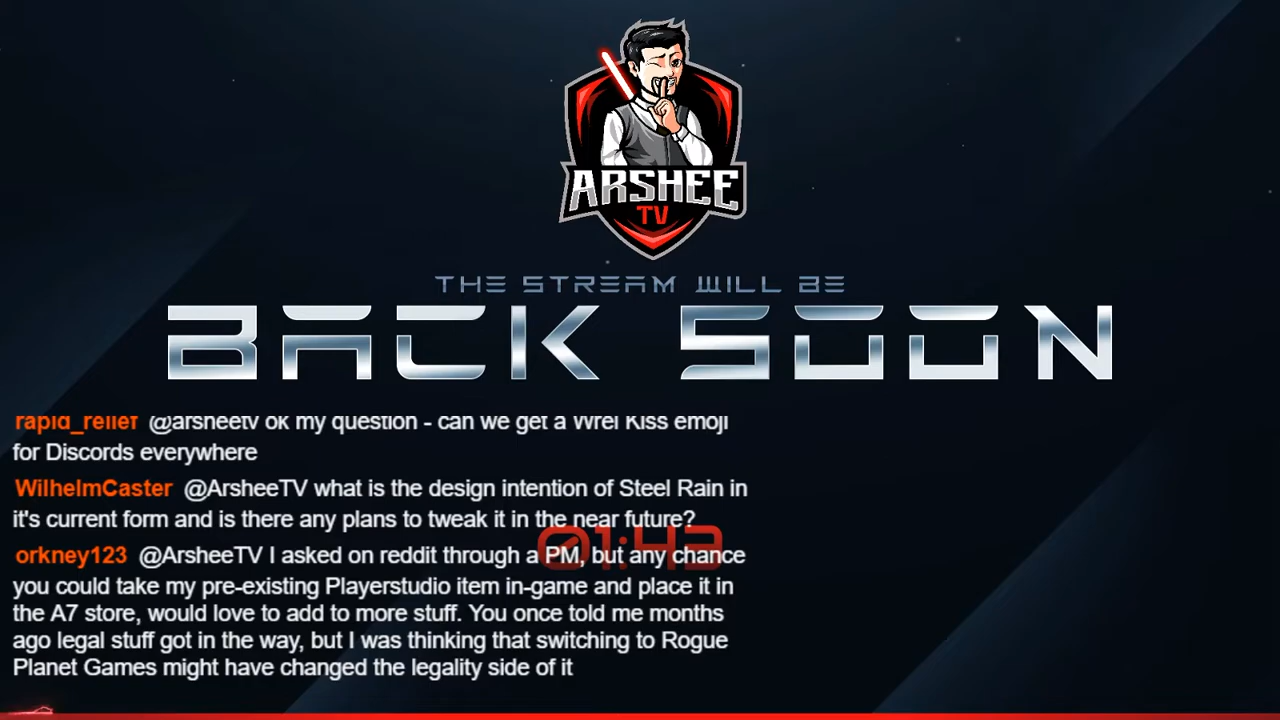 ARSHEE
TV
THE STREAM WILL BE
BACK SOON
rapid_relief @arsheetv ok my question - can we get a Wrel Kiss emoji
for Discords everywhere
WilhelmCaster @ArsheeTV what is the design intention of Steel Rain in
it's current form and is there any plans to tweak it in the near future?
01:43
orkney123 @ArsheeTV I asked on reddit through a PM, but any chance
you could take my pre-existing Playerstudio item in-game and place it in
the A7 store, would love to add to more stuff. You once told me months
ago legal stuff got in the way, but I was thinking that switching to Rogue
Planet Games might have changed the legality side of it